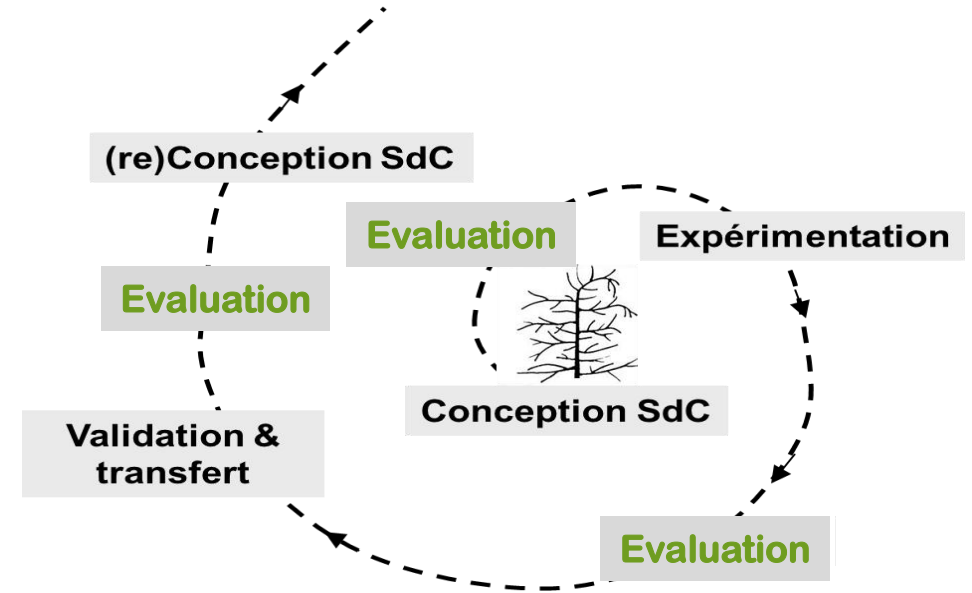 (re)Conception SdC
Evaluation
Expérimentation
Evaluation
Conception SdC
Validation &
transfert
Evaluation